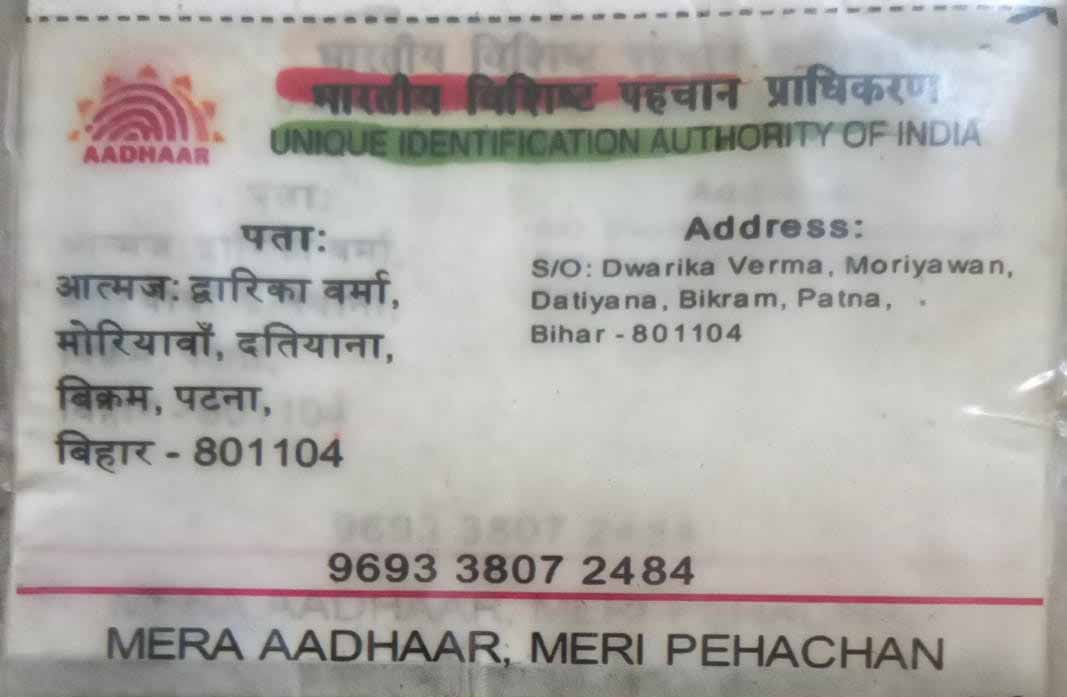 भारतीय विशिष्ट पहचान प्राधिकरण
UNIQUE IDENTIFICATION AUTHORITY OF INDIA
AADHAAR
पता:
आत्मज: द्वारिका वर्मा,
मोरियावाँ, दतियाना,
बिक्रम, पटना,
बिहार - 801104
Address:
S/O: Dwarika Verma, Moriyawan,
Datiyana, Bikram, Patna,
Bihar - 801104
9693 3807 2484
MERA AADHAAR, MERI PEHACHAN